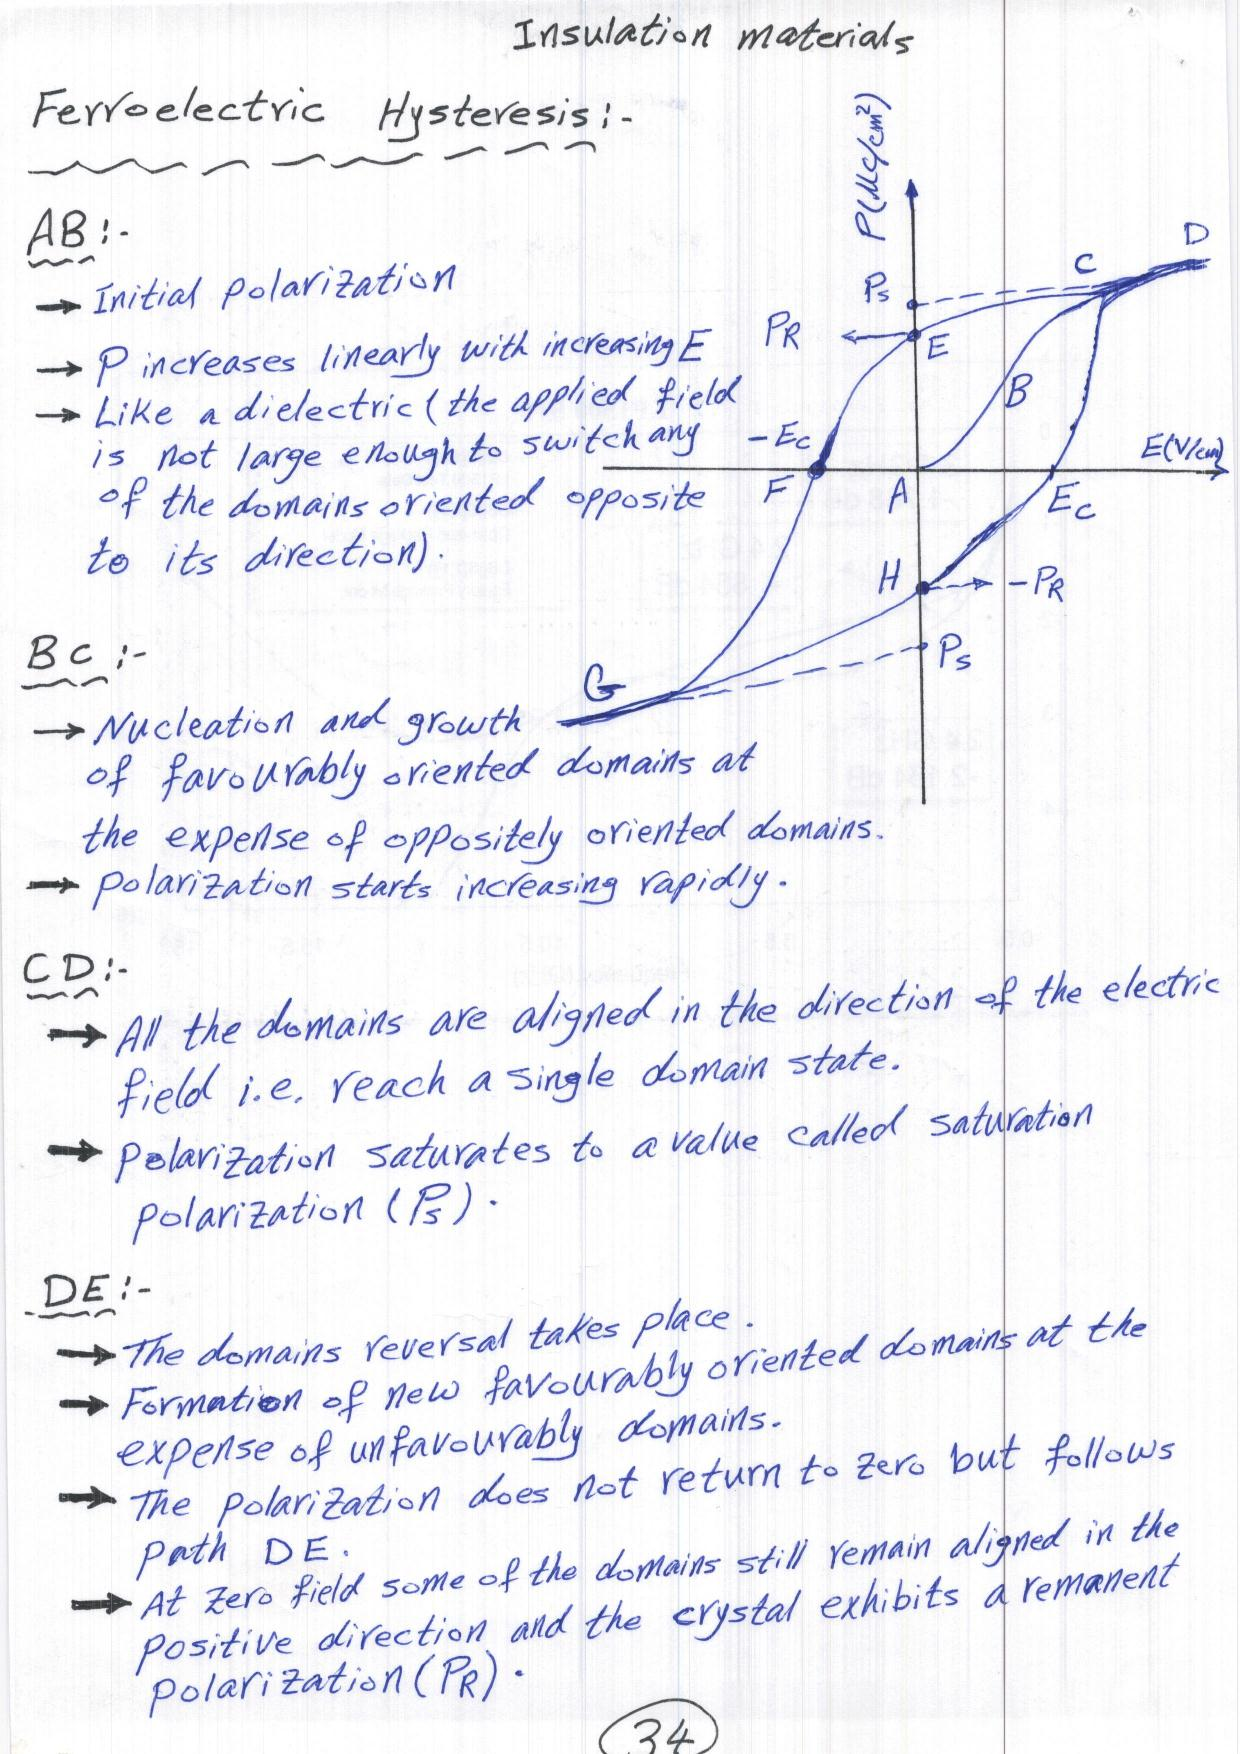 Insulation materials
Ferroelectric Hysteresis:-
P(μc/cm²)
AB:-
→ Initial polarization
→ P increases linearly with increasing E
→ Like a dielectric (the applied field
is not large enough to switch any
of the domains oriented opposite
to its direction).
D
C
Ps
PR
E
B
-Ec
E(V/cm)
F
A
Ec
H
-PR
Ps
G
BC:-
→ Nucleation and growth
of favourably oriented domains at
the expense of oppositely oriented domains.
→ polarization starts increasing rapidly.
CD:-
→ All the domains are aligned in the direction of the electric
field i.e. reach a single domain state.
→ polarization saturates to a value called saturation
polarization (Ps).
DE:-
→ The domains reversal takes place.
→ Formation of new favourably oriented domains at the
expense of unfavourably domains.
→ The polarization does not return to zero but follows
path DE.
→ At zero field some of the domains still remain aligned in the
positive direction and the crystal exhibits a remanent
polarization (PR).
34